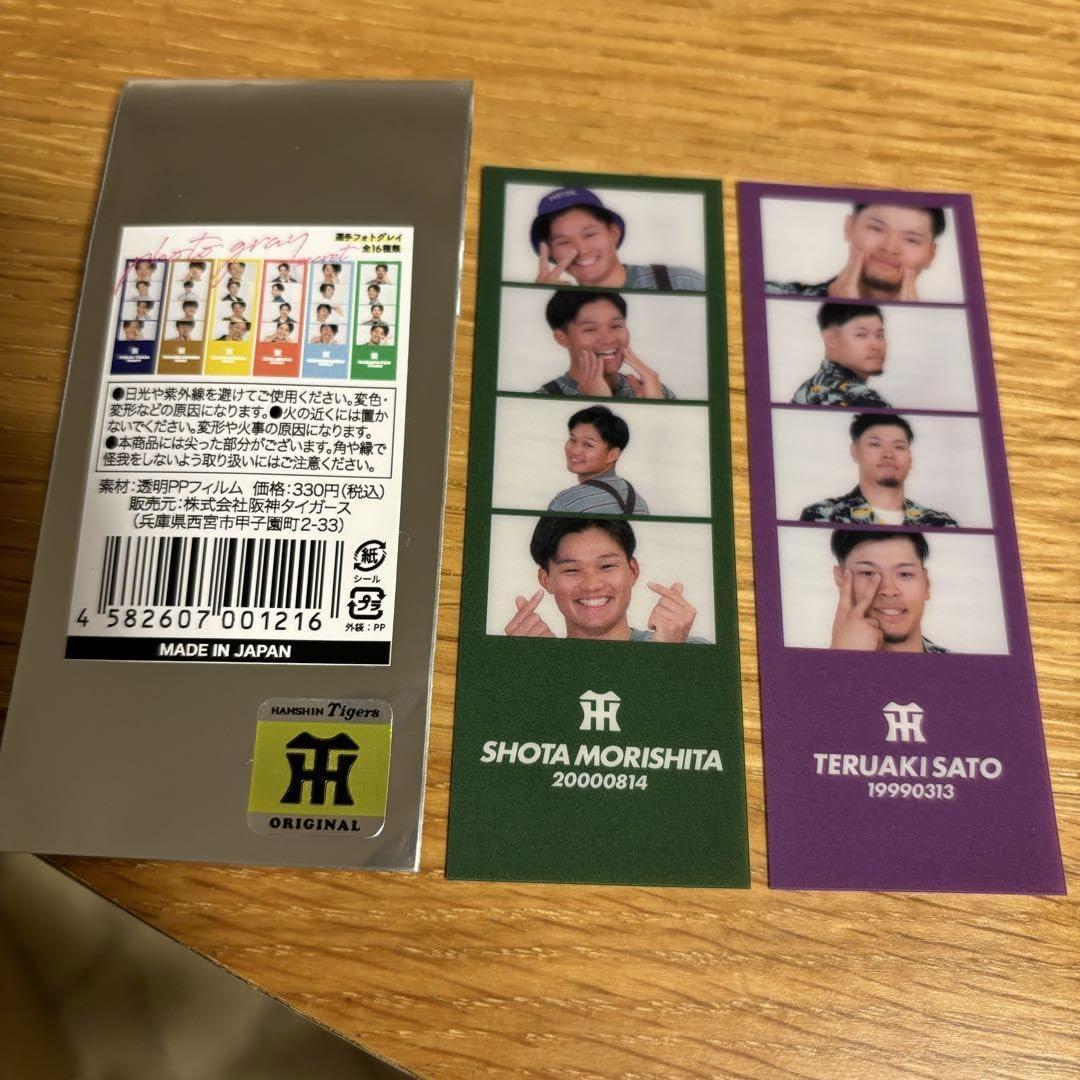 photo gray
選手フォトグレイ
全16種
secret
●日光や紫外線を避けてご使用ください。変色・
変形などの原因になります。●火の近くには置か
ないでください。変形や火事の原因になります。
●本商品には尖った部分がございます。角や縁で
怪我をしないよう取り扱いにはご注意ください。
素材:透明PPフィルム 価格:330円(税込)
販売元:株式会社阪神タイガース
(兵庫県西宮市甲子園町2-33)
紙
シール
プラ
外袋:PP
4 582607 001216
MADE IN JAPAN
HANSHIN Tigers
ORIGINAL
SHOTA MORISHITA
20000814
TERUAKI SATO
19990313